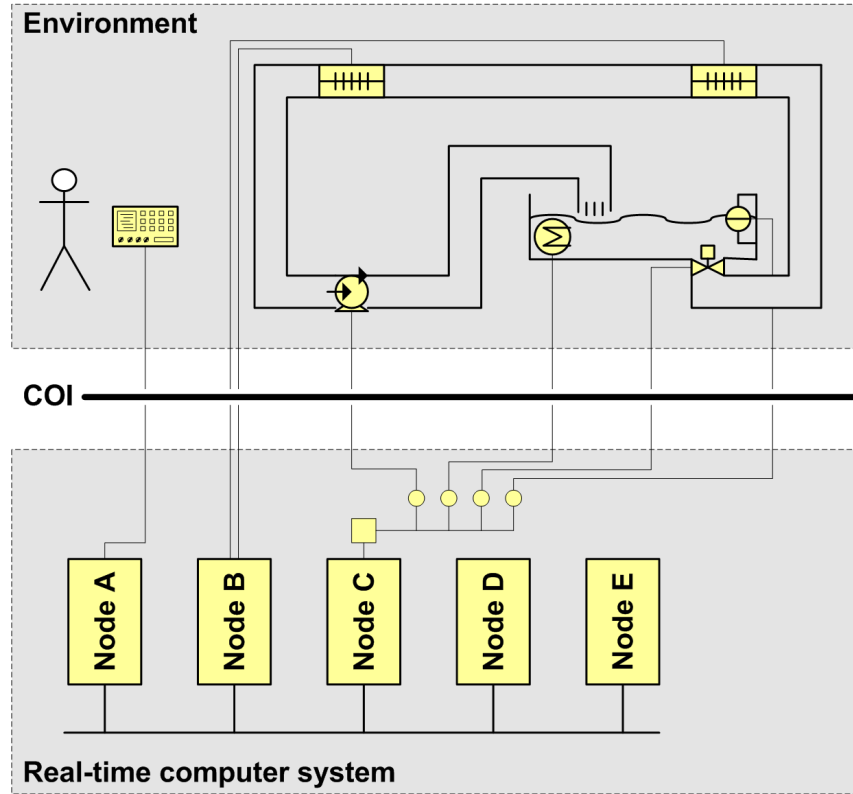 Environment
COI
Node A
Node B
Node C
Node D
Node E
Real-time computer system